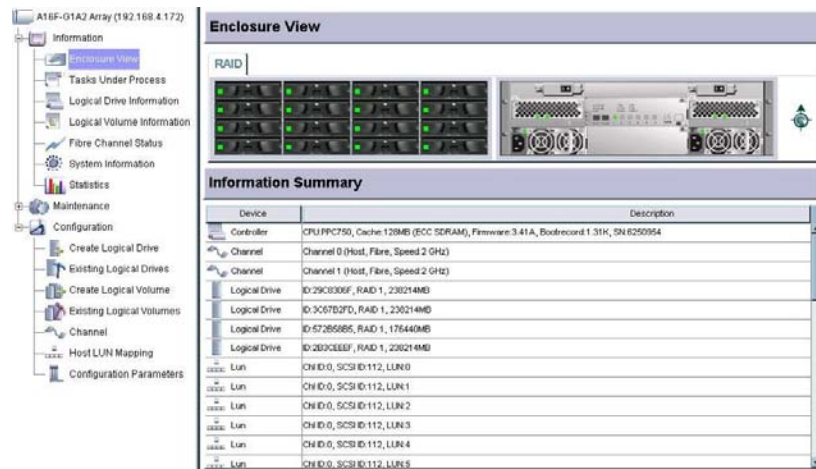 A16F-G1A2 Array (192.168.4.172)
Information
Enclosure View
Tasks Under Process
Logical Drive Information
Logical Volume Information
Fibre Channel Status
System Information
Statistics
Maintenance
Configuration
Create Logical Drive
Existing Logical Drives
Create Logical Volume
Existing Logical Volumes
Channel
Host LUN Mapping
Configuration Parameters
Enclosure View
RAID
Information Summary
Device Description
Controller CPU:PPC750, Cache:128MB (ECC SDRAM), Firmware:3.41A, Bootrecord:1.31K, SN:6250954
Channel Channel 0 (Host, Fibre, Speed:2 GHz)
Channel Channel 1 (Host, Fibre, Speed:2 GHz)
Logical Drive ID:29C8306F, RAID 1, 238214MB
Logical Drive ID:3C67B2FD, RAID 1, 238214MB
Logical Drive ID:572B58B5, RAID 1, 176440MB
Logical Drive ID:2B3CEEEF, RAID 1, 238214MB
Lun Chl ID:0, SCSI ID:112, LUN:0
Lun Chl ID:0, SCSI ID:112, LUN:1
Lun Chl ID:0, SCSI ID:112, LUN:2
Lun Chl ID:0, SCSI ID:112, LUN:3
Lun Chl ID:0, SCSI ID:112, LUN:4
Lun Chl ID:0, SCSI ID:112, LUN:5